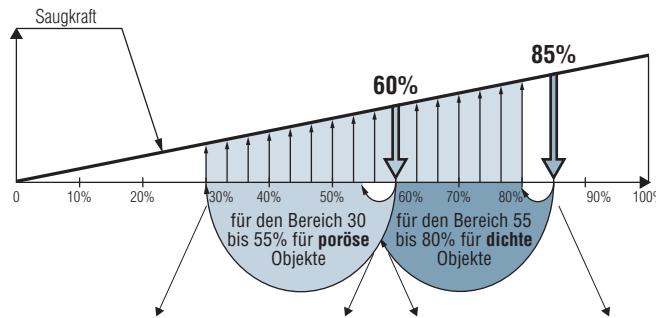 Saugkraft
60%
85%
0 10% 20% 30% 40% 50% 60% 70% 80% 90% 100%
für den Bereich 30
bis 55% für poröse
Objekte
für den Bereich 55
bis 80% für dichte
Objekte